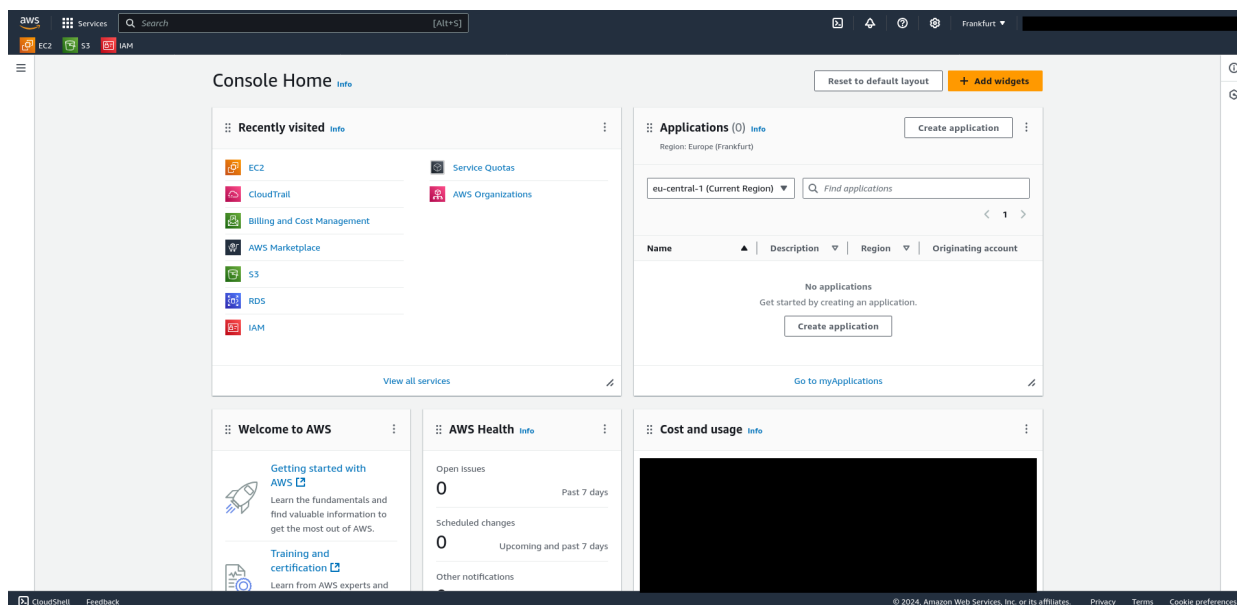 aws Services Search [Alt+S] Frankfurt
EC2 S3 IAM
Console Home Info Reset to default layout + Add widgets
Recently visited Info
EC2
CloudTrail
Billing and Cost Management
AWS Marketplace
S3
RDS
IAM
Service Quotas
AWS Organizations
View all services
Applications (0) Info Create application
Region: Europe (Frankfurt)
eu-central-1 (Current Region) Find applications
1
Name Description Region Originating account
No applications
Get started by creating an application.
Create application
Go to myApplications
Welcome to AWS
Getting started with
AWS
Learn the fundamentals and
find valuable information to
get the most out of AWS.
Training and
certification
Learn from AWS experts and
AWS Health Info
Open issues
0 Past 7 days
Scheduled changes
0 Upcoming and past 7 days
Other notifications
Cost and usage Info
CloudShell Feedback © 2024, Amazon Web Services, Inc. or its affiliates. Privacy Terms Cookie preferences